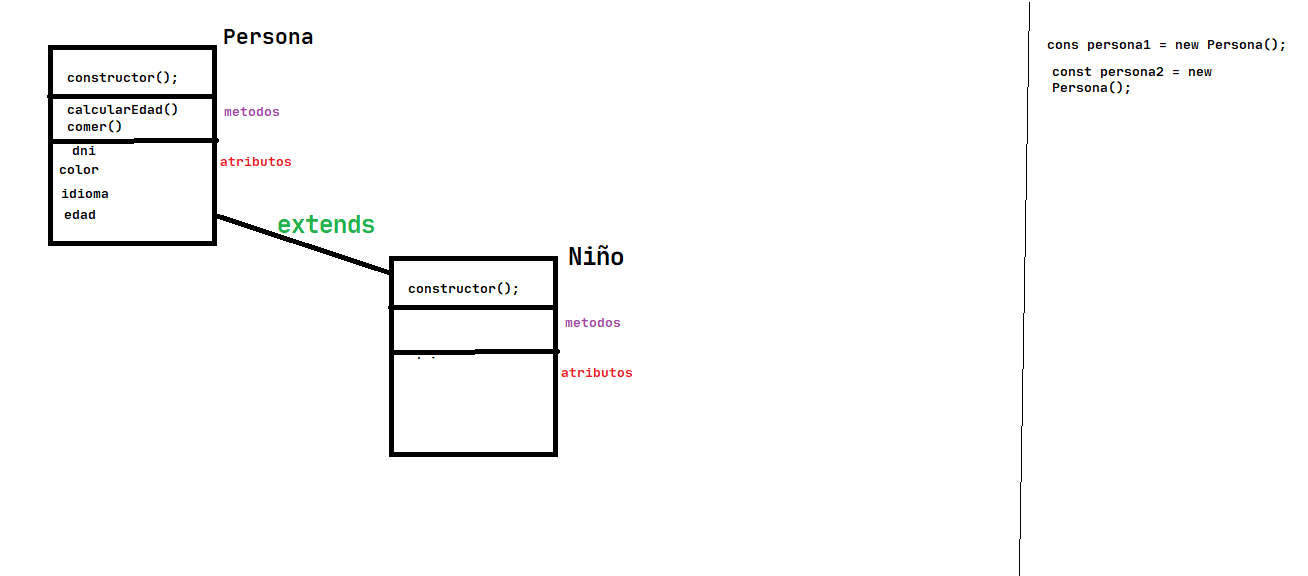 Persona
constructor();
calcularEdad()
comer()
metodos
dni
color
idioma
edad
atributos
extends
Niño
constructor();
metodos
atributos
cons persona1 = new Persona();
const persona2 = new
Persona();